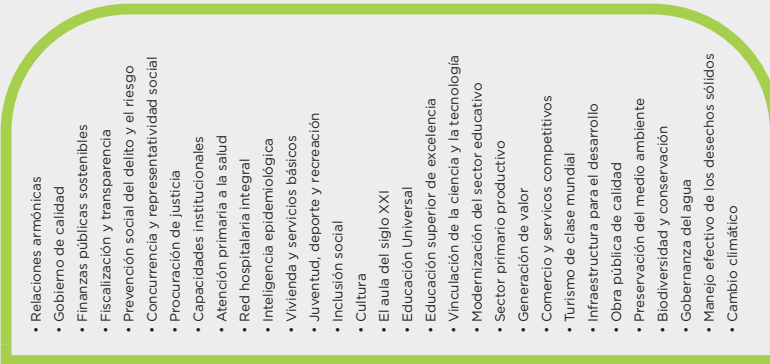 • Relaciones armónicas
• Gobierno de calidad
• Finanzas públicas sostenibles
• Fiscalización y transparencia
• Prevención social del delito y el riesgo
• Concurrencia y representatividad social
• Procuración de justicia
• Capacidades institucionales
• Atención primaria a la salud
• Red hospitalaria integral
• Inteligencia epidemiológica
• Vivienda y servicios básicos
• Juventud, deporte y recreación
• Inclusión social
• Cultura
• El aula del siglo XXI
• Educación Universal
• Educación superior de excelencia
• Vinculación de la ciencia y la tecnología
• Modernización del sector educativo
• Sector primario productivo
• Generación de valor
• Comercio y servicos competitivos
• Turismo de clase mundial
• Infraestructura para el desarrollo
• Obra pública de calidad
• Preservación del medio ambiente
• Biodiversidad y conservación
• Gobernanza del agua
• Manejo efectivo de los desechos sólidos
• Cambio climático